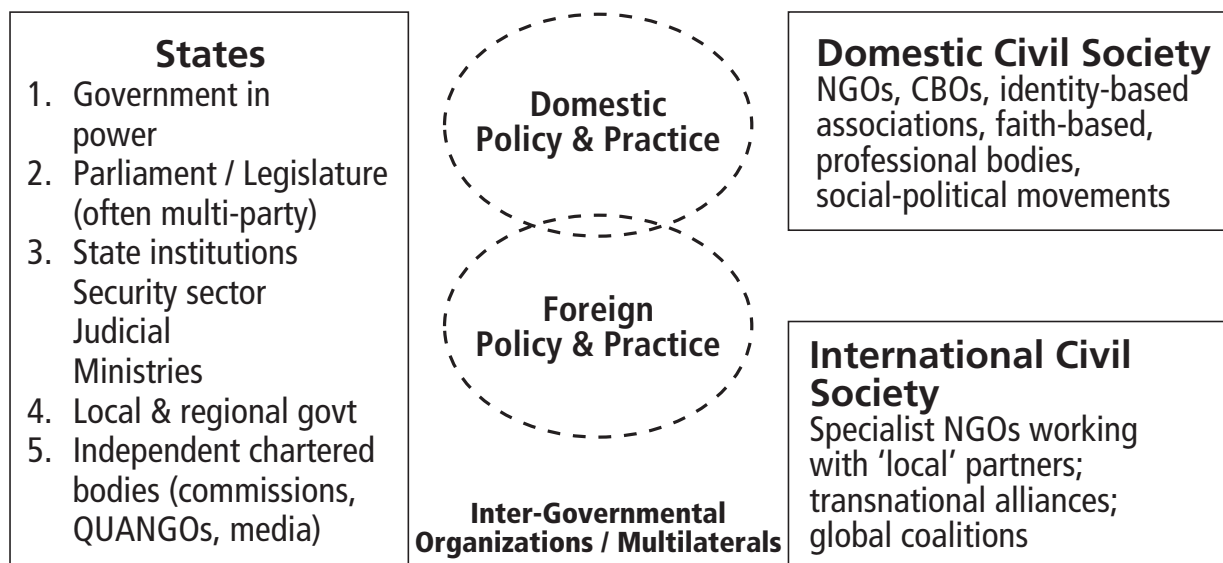 States
1. Government in
power
2. Parliament / Legislature
(often multi-party)
3. State institutions
Security sector
Judicial
Ministries
4. Local & regional govt
5. Independent chartered
bodies (commissions,
QUANGOs, media)
Domestic
Policy & Practice
Foreign
Policy & Practice
Inter-Governmental
Organizations / Multilaterals
Domestic Civil Society
NGOs, CBOs, identity-based
associations, faith-based,
professional bodies,
social-political movements
International Civil
Society
Specialist NGOs working
with ‘local’ partners;
transnational alliances;
global coalitions